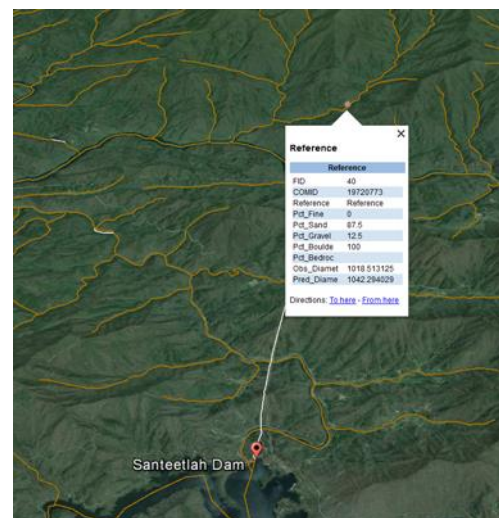 Reference
Reference
FID 40
COMID 19720773
Reference Reference
Pct_Fine 0
Pct_Sand 87.5
Pct_Gravel 12.5
Pct_Boulde 100
Pct_Bedroc
Obs_Diamet 1018.513125
Pred_Diame 1042.294029
Directions: To here - From here
Santeetlah Dam